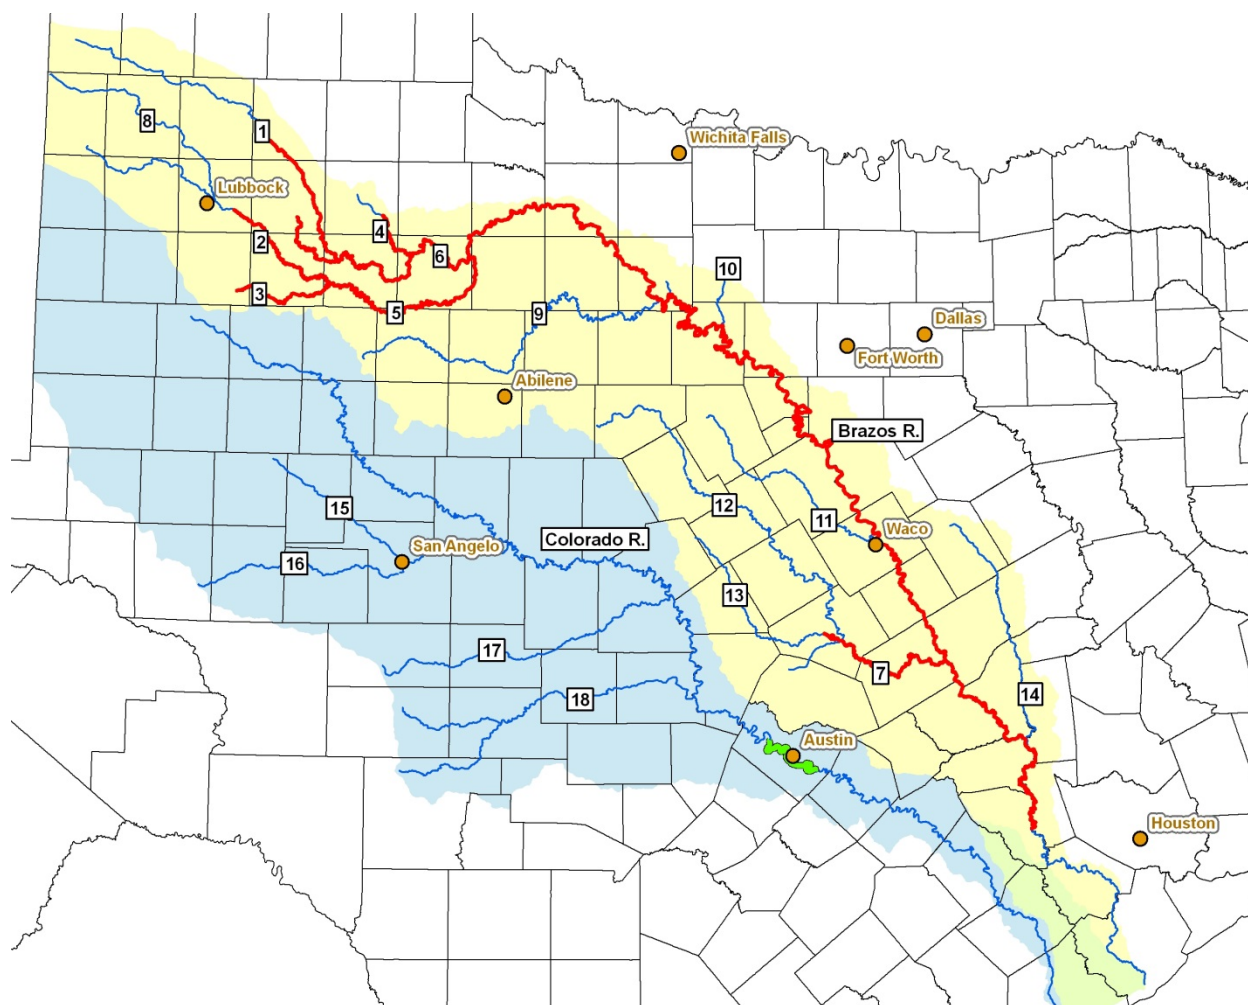 1
8
Wichita Falls
Lubbock
4
2
6
10
3
5
9
Dallas
Fort Worth
Abilene
Brazos R.
12
15
11
Waco
Colorado R.
San Angelo
16
13
17
7
18
14
Austin
Houston